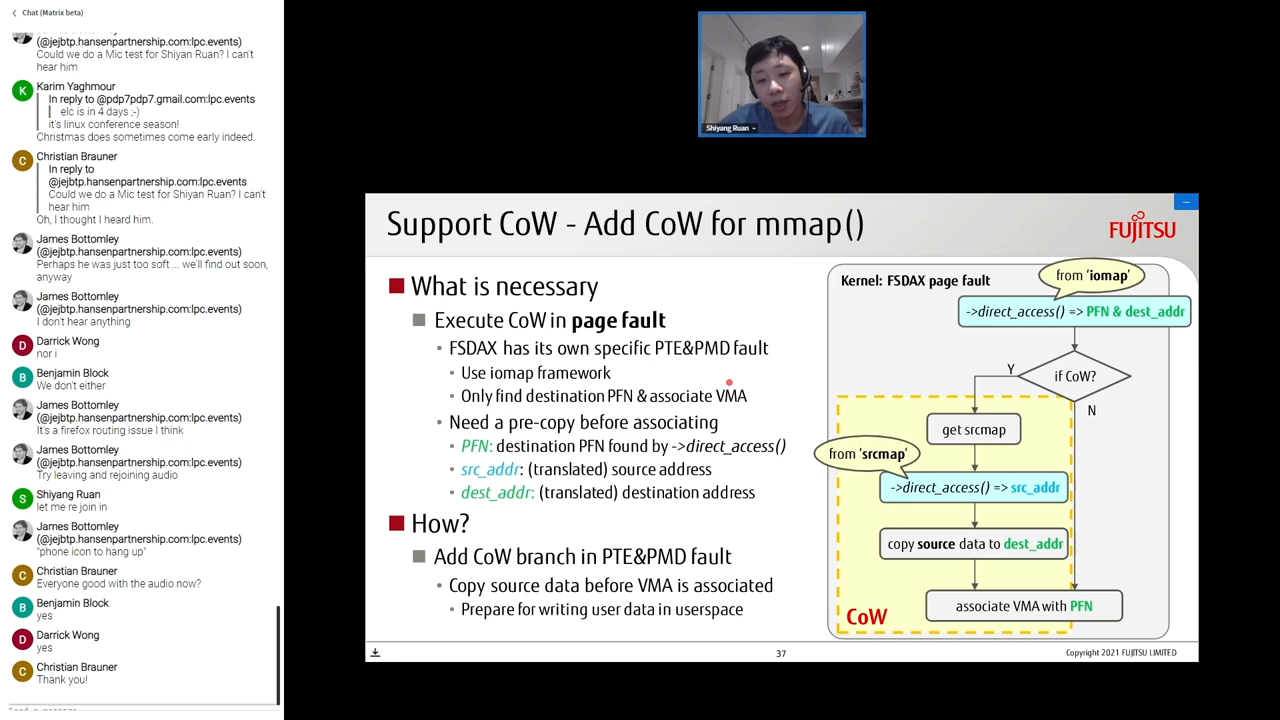 Chat (Matrix beta)
(@jejbtp.hansenpartnership.com:lpc.events)
Could we do a Mic test for Shiyan Ruan? I can't
hear him
K
Karim Yaghmour
In reply to @pdp7pdp7.gmail.com:lpc.events
elc is in 4 days ;-)
it's linux conference season!
Christmas does sometimes come early indeed.
C
Christian Brauner
In reply to
@jejbtp.hansenpartnership.com:lpc.events
Could we do a Mic test for Shiyan Ruan? I can't
hear him
Oh, I thought I heard him.
James Bottomley
(@jejbtp.hansenpartnership.com:lpc.events)
Perhaps he was just too soft ... we'll find out soon,
anyway
James Bottomley
(@jejbtp.hansenpartnership.com:lpc.events)
I don't hear anything
D
Darrick Wong
nor i
B
Benjamin Block
We don't either
James Bottomley
(@jejbtp.hansenpartnership.com:lpc.events)
It's a firefox routing issue I think
James Bottomley
(@jejbtp.hansenpartnership.com:lpc.events)
Try leaving and rejoining audio
S
Shiyang Ruan
let me re join in
James Bottomley
(@jejbtp.hansenpartnership.com:lpc.events)
"phone icon to hang up"
C
Christian Brauner
Everyone good with the audio now?
B
Benjamin Block
yes
D
Darrick Wong
yes
C
Christian Brauner
Thank you!
Shiyang Ruan
Support CoW - Add CoW for mmap()
FUJITSU
What is necessary
Execute CoW in page fault
• FSDAX has its own specific PTE&PMD fault
• Use iomap framework
• Only find destination PFN & associate VMA
• Need a pre-copy before associating
• PFN: destination PFN found by ->direct_access()
• src_addr: (translated) source address
• dest_addr: (translated) destination address
How?
Add CoW branch in PTE&PMD fault
• Copy source data before VMA is associated
• Prepare for writing user data in userspace
Kernel: FSDAX page fault
from 'iomap'
->direct_access() => PFN & dest_addr
if CoW?
Y
N
get srcmap
from 'srcmap'
->direct_access() => src_addr
copy source data to dest_addr
associate VMA with PFN
CoW
37
Copyright 2021 FUJITSU LIMITED